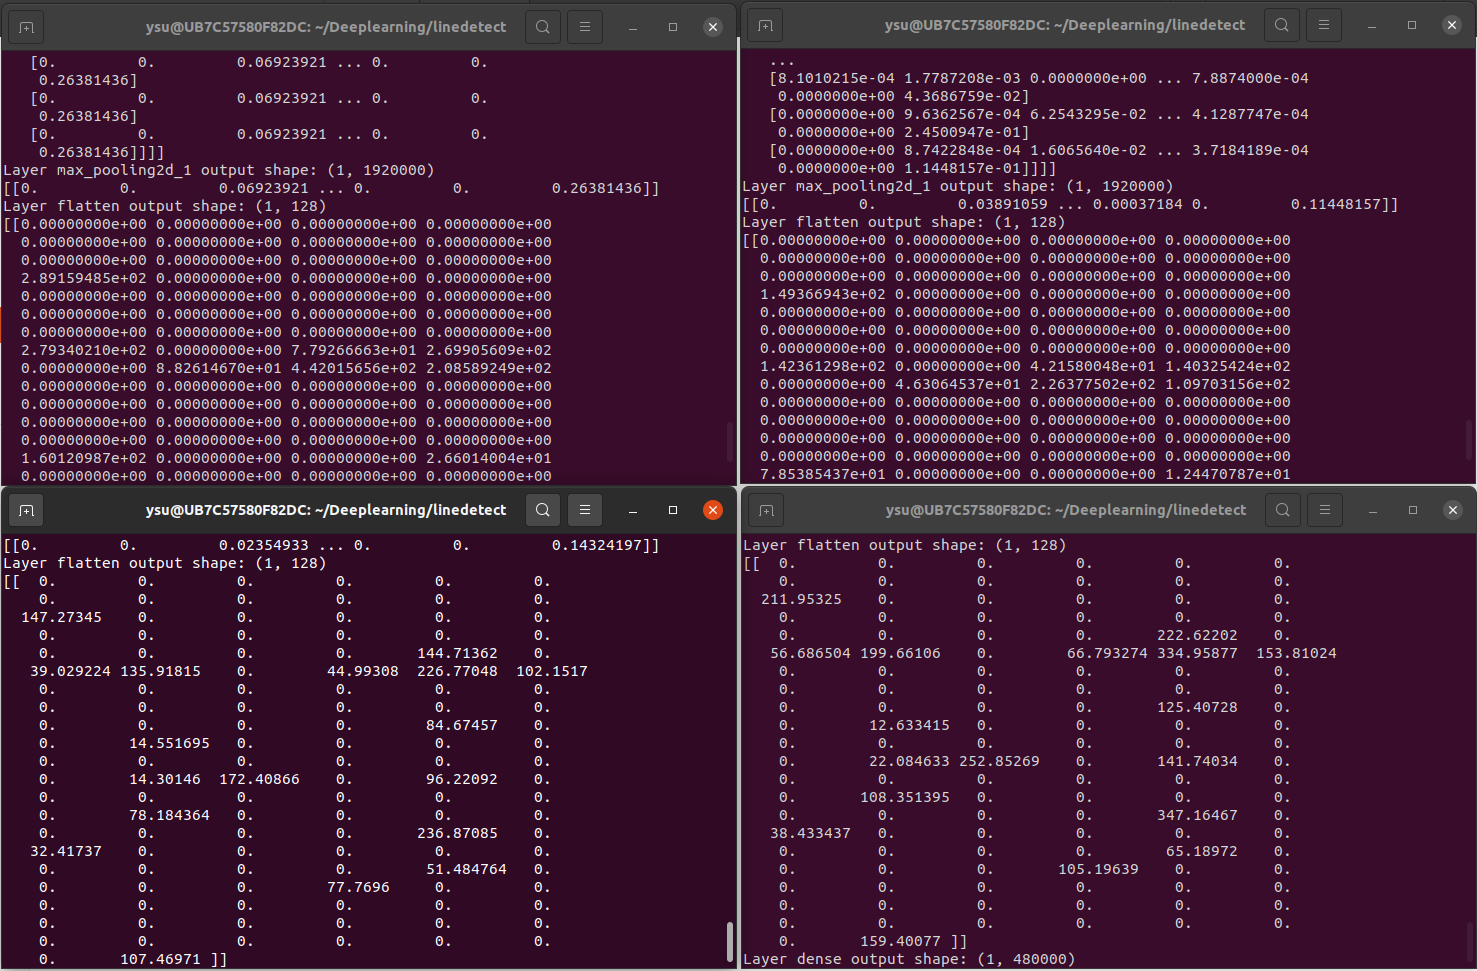 ysu@UB7C57580F82DC: ~/Deeplearning/linedetect
[0. 0. 0.06923921 ... 0. 0.
0.26381436]
[0. 0. 0.06923921 ... 0. 0.
0.26381436]
[0. 0. 0.06923921 ... 0. 0.
0.26381436]]]]
Layer max_pooling2d_1 output shape: (1, 1920000)
[[0. 0. 0.06923921 ... 0. 0. 0.26381436]]
Layer flatten output shape: (1, 128)
[[0.00000000e+00 0.00000000e+00 0.00000000e+00 0.00000000e+00
0.00000000e+00 0.00000000e+00 0.00000000e+00 0.00000000e+00
0.00000000e+00 0.00000000e+00 0.00000000e+00 0.00000000e+00
2.89159485e+02 0.00000000e+00 0.00000000e+00 0.00000000e+00
0.00000000e+00 0.00000000e+00 0.00000000e+00 0.00000000e+00
0.00000000e+00 0.00000000e+00 0.00000000e+00 0.00000000e+00
0.00000000e+00 0.00000000e+00 0.00000000e+00 0.00000000e+00
2.79340210e+02 0.00000000e+00 7.79266663e+01 2.69905609e+02
0.00000000e+00 8.82614670e+01 4.42015656e+02 2.08589249e+02
0.00000000e+00 0.00000000e+00 0.00000000e+00 0.00000000e+00
0.00000000e+00 0.00000000e+00 0.00000000e+00 0.00000000e+00
0.00000000e+00 0.00000000e+00 0.00000000e+00 0.00000000e+00
0.00000000e+00 0.00000000e+00 0.00000000e+00 0.00000000e+00
1.60120987e+02 0.00000000e+00 0.00000000e+00 2.66014004e+01
0.00000000e+00 0.00000000e+00 0.00000000e+00 0.00000000e+00
ysu@UB7C57580F82DC: ~/Deeplearning/linedetect
...
[8.1010215e-04 1.7787208e-03 0.0000000e+00 ... 7.8874000e-04
0.0000000e+00 4.3686759e-02]
[0.0000000e+00 9.6362567e-04 6.2543295e-02 ... 4.1287747e-04
0.0000000e+00 2.4500947e-01]
[0.0000000e+00 8.7422848e-04 1.6065640e-02 ... 3.7184189e-04
0.0000000e+00 1.1448157e-01]]]]
Layer max_pooling2d_1 output shape: (1, 1920000)
[[0. 0. 0.03891059 ... 0.00037184 0. 0.11448157]]
Layer flatten output shape: (1, 128)
[[0.00000000e+00 0.00000000e+00 0.00000000e+00 0.00000000e+00
0.00000000e+00 0.00000000e+00 0.00000000e+00 0.00000000e+00
0.00000000e+00 0.00000000e+00 0.00000000e+00 0.00000000e+00
1.49366943e+02 0.00000000e+00 0.00000000e+00 0.00000000e+00
0.00000000e+00 0.00000000e+00 0.00000000e+00 0.00000000e+00
0.00000000e+00 0.00000000e+00 0.00000000e+00 0.00000000e+00
0.00000000e+00 0.00000000e+00 0.00000000e+00 0.00000000e+00
1.42361298e+02 0.00000000e+00 4.21580048e+01 1.40325424e+02
0.00000000e+00 4.63064537e+01 2.26377502e+02 1.09703156e+02
0.00000000e+00 0.00000000e+00 0.00000000e+00 0.00000000e+00
0.00000000e+00 0.00000000e+00 0.00000000e+00 0.00000000e+00
0.00000000e+00 0.00000000e+00 0.00000000e+00 0.00000000e+00
0.00000000e+00 0.00000000e+00 0.00000000e+00 0.00000000e+00
7.85385437e+01 0.00000000e+00 0.00000000e+00 1.24470787e+01
ysu@UB7C57580F82DC: ~/Deeplearning/linedetect
[[0. 0. 0.02354933 ... 0. 0. 0.14324197]]
Layer flatten output shape: (1, 128)
[[ 0. 0. 0. 0. 0. 0.
0. 0. 0. 0. 0. 0.
147.27345 0. 0. 0. 0. 0.
0. 0. 0. 0. 0. 0.
0. 0. 0. 0. 144.71362 0.
39.029224 135.91815 0. 44.99308 226.77048 102.1517
0. 0. 0. 0. 0. 0.
0. 0. 0. 0. 0. 0.
0. 0. 0. 0. 84.67457 0.
0. 14.551695 0. 0. 0. 0.
0. 0. 0. 0. 0. 0.
0. 14.30146 172.40866 0. 96.22092 0.
0. 0. 0. 0. 0. 0.
0. 78.184364 0. 0. 0. 0.
0. 0. 0. 0. 236.87085 0.
32.41737 0. 0. 0. 0. 0.
0. 0. 0. 0. 51.484764 0.
0. 0. 0. 77.7696 0. 0.
0. 0. 0. 0. 0. 0.
0. 0. 0. 0. 0. 0.
0. 0. 0. 0. 0. 0.
0. 107.46971 ]]
ysu@UB7C57580F82DC: ~/Deeplearning/linedetect
Layer flatten output shape: (1, 128)
[[ 0. 0. 0. 0. 0. 0.
0. 0. 0. 0. 0. 0.
211.95325 0. 0. 0. 0. 0.
0. 0. 0. 0. 0. 0.
0. 0. 0. 0. 222.62202 0.
56.686504 199.66106 0. 66.793274 334.95877 153.81024
0. 0. 0. 0. 0. 0.
0. 0. 0. 0. 0. 0.
0. 0. 0. 0. 125.40728 0.
0. 12.633415 0. 0. 0. 0.
0. 0. 0. 0. 0. 0.
0. 22.084633 252.85269 0. 141.74034 0.
0. 0. 0. 0. 0. 0.
0. 108.351395 0. 0. 0. 0.
0. 0. 0. 0. 347.16467 0.
38.433437 0. 0. 0. 0. 0.
0. 0. 0. 0. 65.18972 0.
0. 0. 0. 105.19639 0. 0.
0. 0. 0. 0. 0. 0.
0. 0. 0. 0. 0. 0.
0. 0. 0. 0. 0. 0.
0. 159.40077 ]]
Layer dense output shape: (1, 480000)